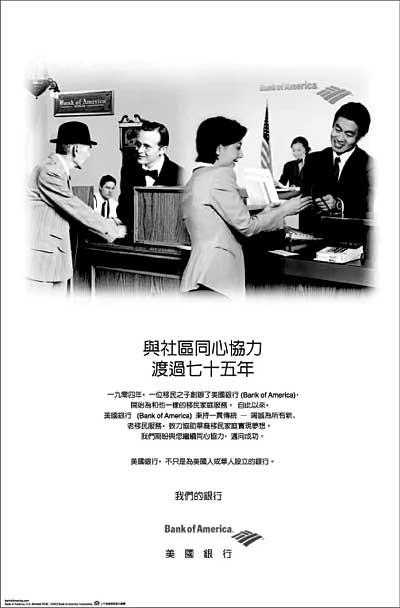 Bank of America
Bank of America.
與社區同心協力
渡過七十五年
一九零四年，一位移民之子創辦了美國銀行 (Bank of America)，
開始為和他一樣的移民家庭服務。自此以來，
美國銀行 (Bank of America) 秉持一貫傳統 — 竭誠為所有新、
老移民服務，致力協助華裔移民家庭實現夢想。
我們期盼與您繼續同心協力，邁向成功。
美國銀行，不只是為美國人或華人設立的銀行。
我們的銀行
Bank of America.
美國銀行
bankofamerica.com